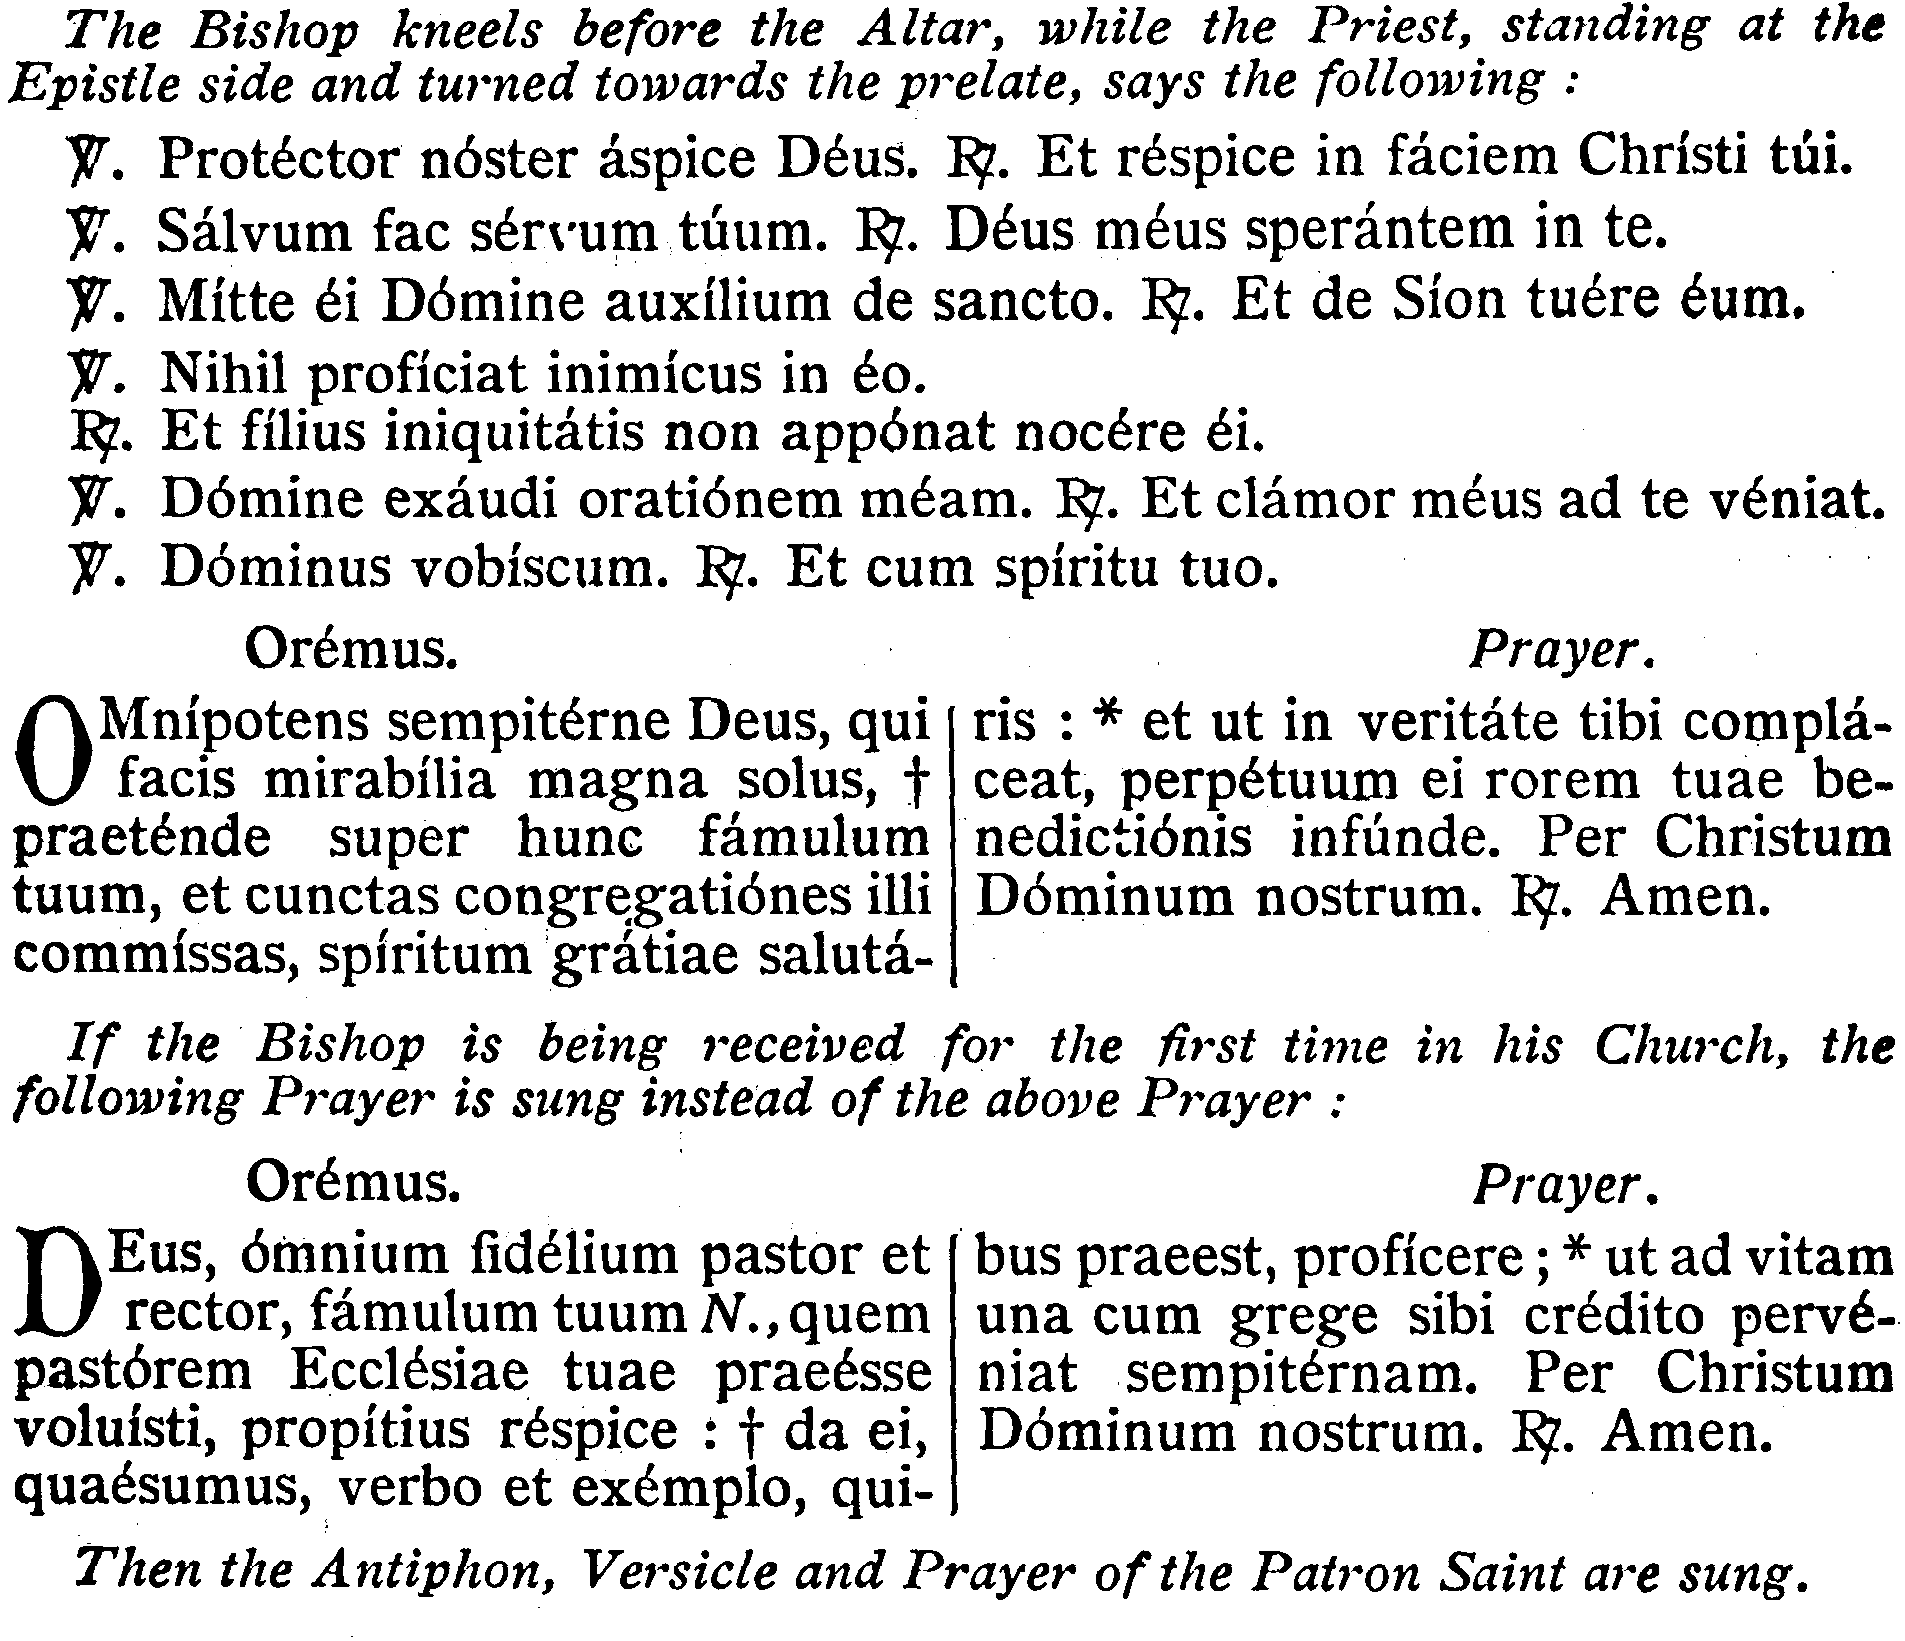 The Bishop kneels before the Altar, while the Priest, standing at the
Epistle side and turned towards the prelate, says the following :
℣. Protéctor nóster áspice Déus. ℟. Et réspice in fáciem Chrísti túi.
℣. Sálvum fac sérvum túum. ℟. Déus méus sperántem in te.
℣. Mítte éi Dómine auxílium de sancto. ℟. Et de Síon tuére éum.
℣. Nihil profíciat inimícus in éo.
℟. Et fílius iniquitátis non appónat nocére éi.
℣. Dómine exáudi oratiónem méam. ℟. Et clámor méus ad te véniat.
℣. Dóminus vobíscum. ℟. Et cum spíritu tuo.
Orémus.
Prayer.
OMnípotens sempitérne Deus, qui
facis mirabília magna solus, †
praeténde super hunc fámulum
tuum, et cunctas congregatiónes illi
commíssas, spíritum grátiae salutá-
ris : * et ut in veritáte tibi complá-
ceat, perpétuum ei rorem tuae be-
nedictiónis infúnde. Per Christum
Dóminum nostrum. ℟. Amen.
If the Bishop is being received for the first time in his Church, the
following Prayer is sung instead of the above Prayer :
Orémus.
Prayer.
DEus, ómnium fidélium pastor et
rector, fámulum tuum N., quem
pastórem Ecclésiae tuae praeésse
voluísti, propítius réspice : † da ei,
quaésumus, verbo et exémplo, qui-
bus praeest, profícere ; * ut ad vitam
una cum grege sibi crédito pervé-
niat sempitérnam. Per Christum
Dóminum nostrum. ℟. Amen.
Then the Antiphon, Versicle and Prayer of the Patron Saint are sung.